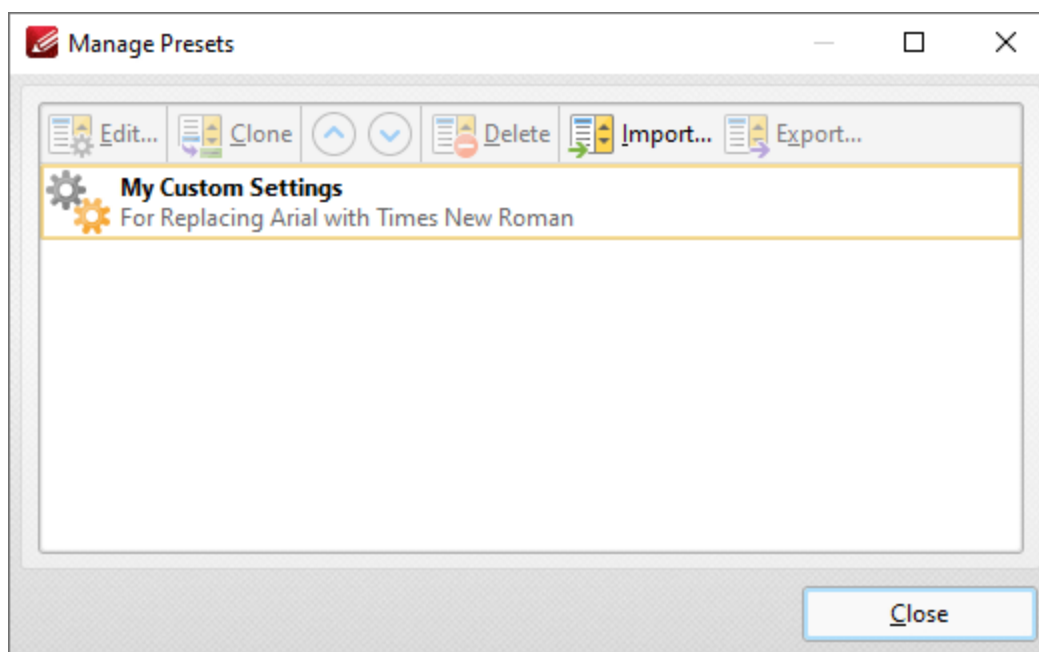 Manage Presets
Edit... Clone Delete Import... Export...
My Custom Settings
For Replacing Arial with Times New Roman
Close